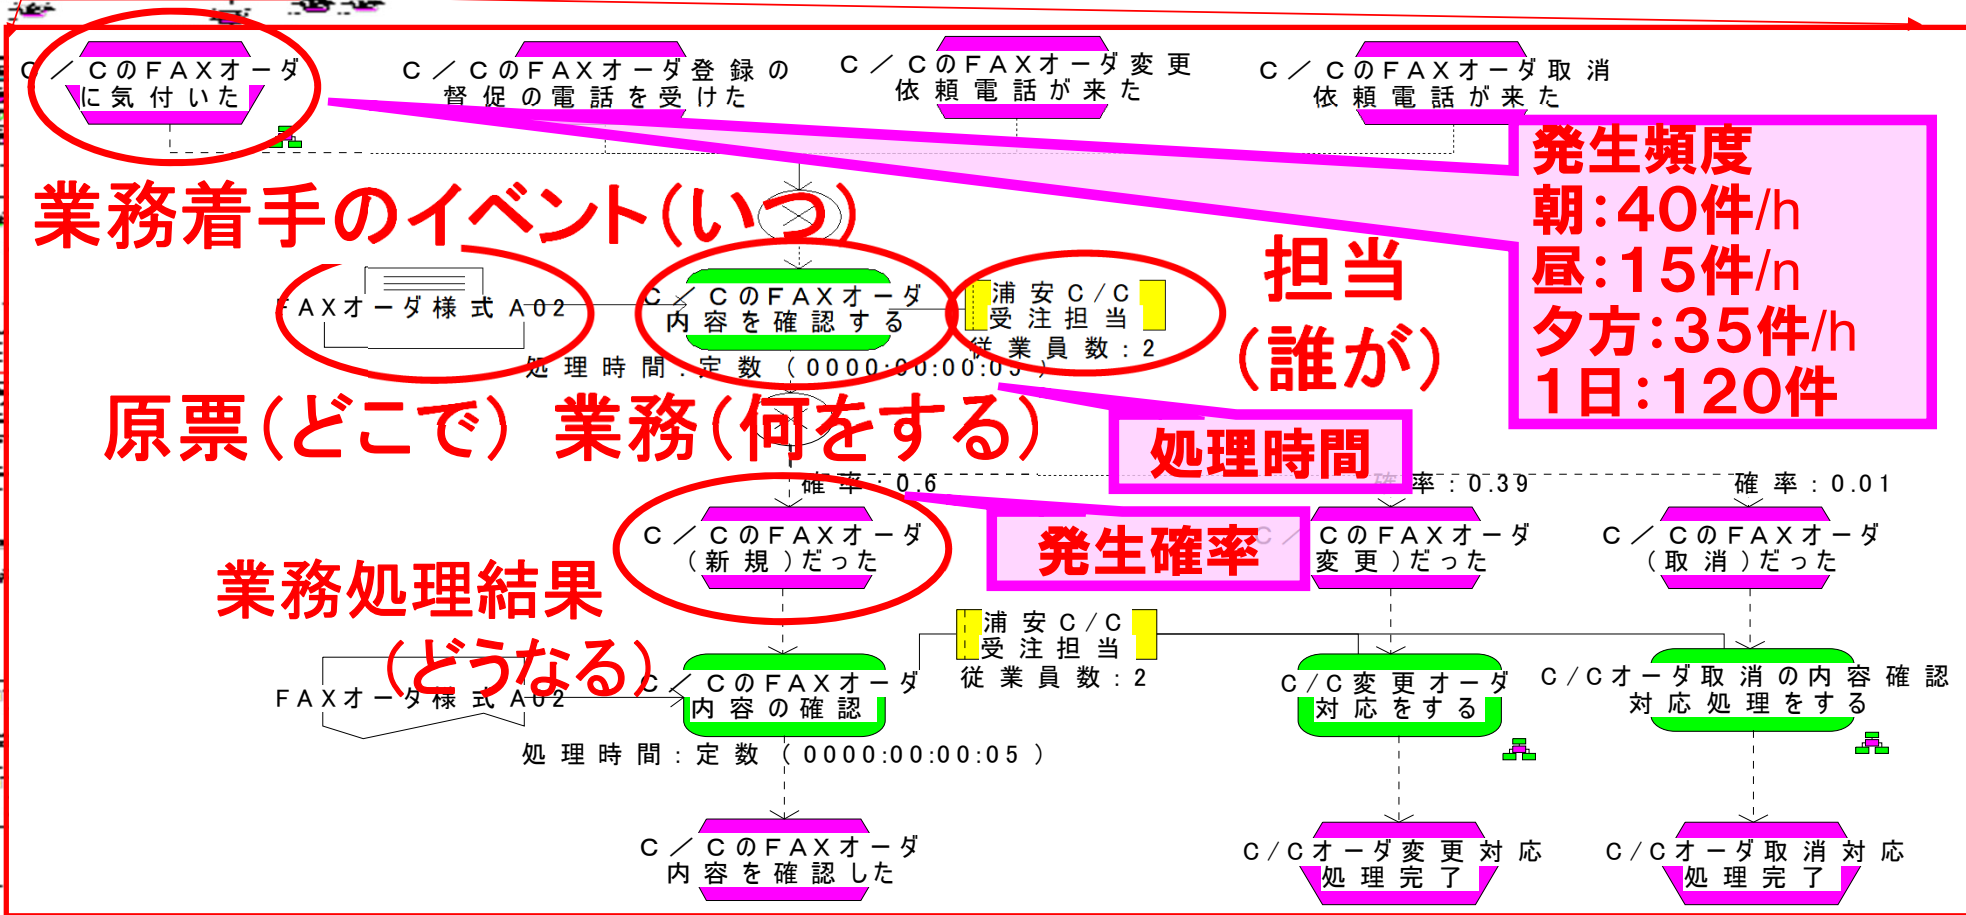 C／CのFAXオーダ
に気付いた
C／CのFAXオーダ登録の
督促の電話を受けた
C／CのFAXオーダ変更
依頼電話が来た
C／CのFAXオーダ取消
依頼電話が来た
発生頻度
朝：40件/h
昼：15件/n
夕方：35件/h
1日：120件
業務着手のイベント（いつ）
担当
（誰が）
FAXオーダ様式A02
C／CのFAXオーダ
内容を確認する
浦安C/C
受注担当
従業員数：2
処理時間：定数（0000:00:00:05）
原票（どこで）
業務（何をする）
処理時間
確率：0.6
確率：0.39
確率：0.01
発生確率
C／CのFAXオーダ
（新規）だった
C／CのFAXオーダ
変更）だった
C／CのFAXオーダ
（取消）だった
業務処理結果
（どうなる）
浦安C/C
受注担当
従業員数：2
FAXオーダ様式A02
C／CのFAXオーダ
内容の確認
C/C変更オーダ
対応をする
C/Cオーダ取消の内容確認
対応処理をする
処理時間：定数（0000:00:00:05）
C／CのFAXオーダ
内容を確認した
C/Cオーダ変更対応
処理完了
C/Cオーダ取消対応
処理完了